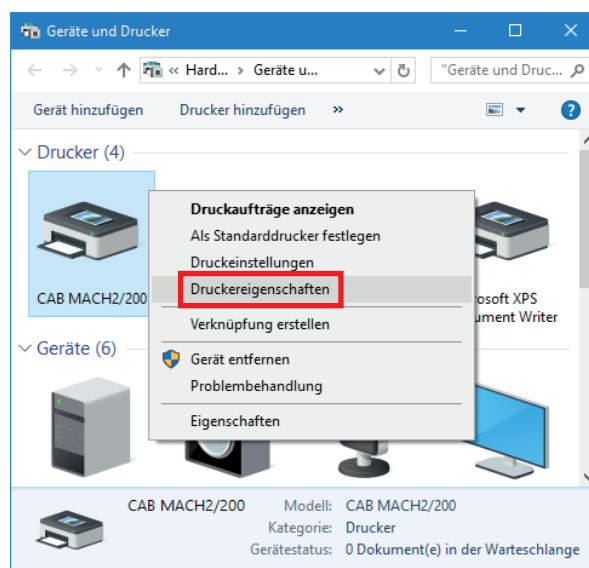 Geräte und Drucker
« Hard... › Geräte u...
"Geräte und Druc...
Gerät hinzufügen Drucker hinzufügen »
Drucker (4)
Druckaufträge anzeigen
Als Standarddrucker festlegen
Druckeinstellungen
Druckereigenschaften
Verknüpfung erstellen
Gerät entfernen
Problembehandlung
Eigenschaften
CAB MACH2/200
osoft XPS
ument Writer
Geräte (6)
CAB MACH2/200 Modell: CAB MACH2/200
Kategorie: Drucker
Gerätestatus: 0 Dokument(e) in der Warteschlange